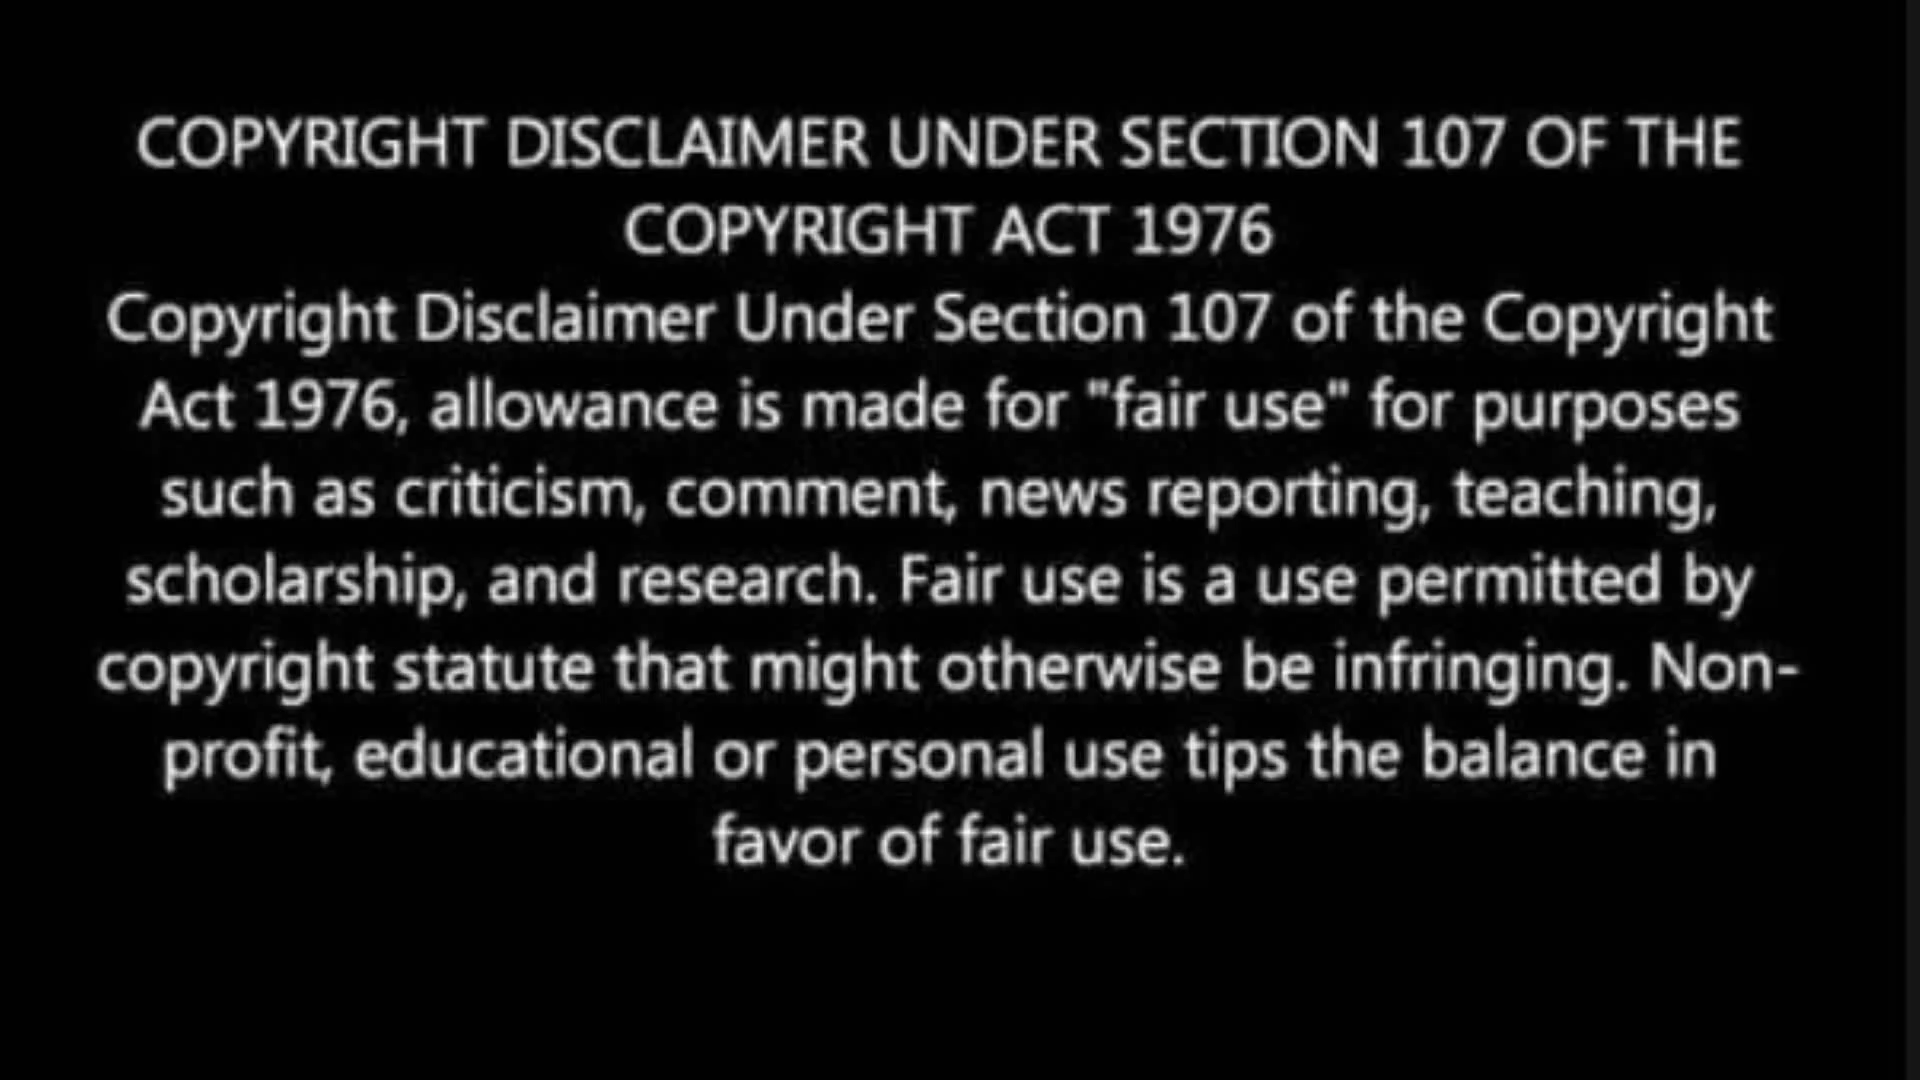 COPYRIGHT DISCLAIMER UNDER SECTION 107 OF THE
COPYRIGHT ACT 1976
Copyright Disclaimer Under Section 107 of the Copyright
Act 1976, allowance is made for "fair use" for purposes
such as criticism, comment, news reporting, teaching,
scholarship, and research. Fair use is a use permitted by
copyright statute that might otherwise be infringing. Non-
profit, educational or personal use tips the balance in
favor of fair use.